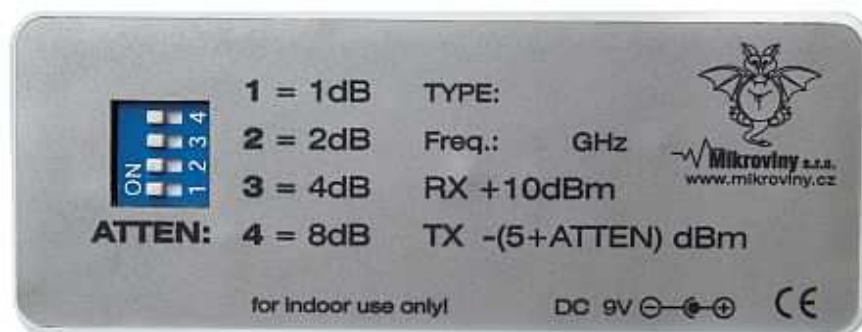 ON
1 2 3 4
ATTEN:
1 = 1dB
2 = 2dB
3 = 4dB
4 = 8dB
TYPE:
Freq.: GHz
RX +10dBm
TX -(5+ATTEN) dBm
Mikroviny s.r.o.
www.mikroviny.cz
for indoor use only!
DC 9V
CE